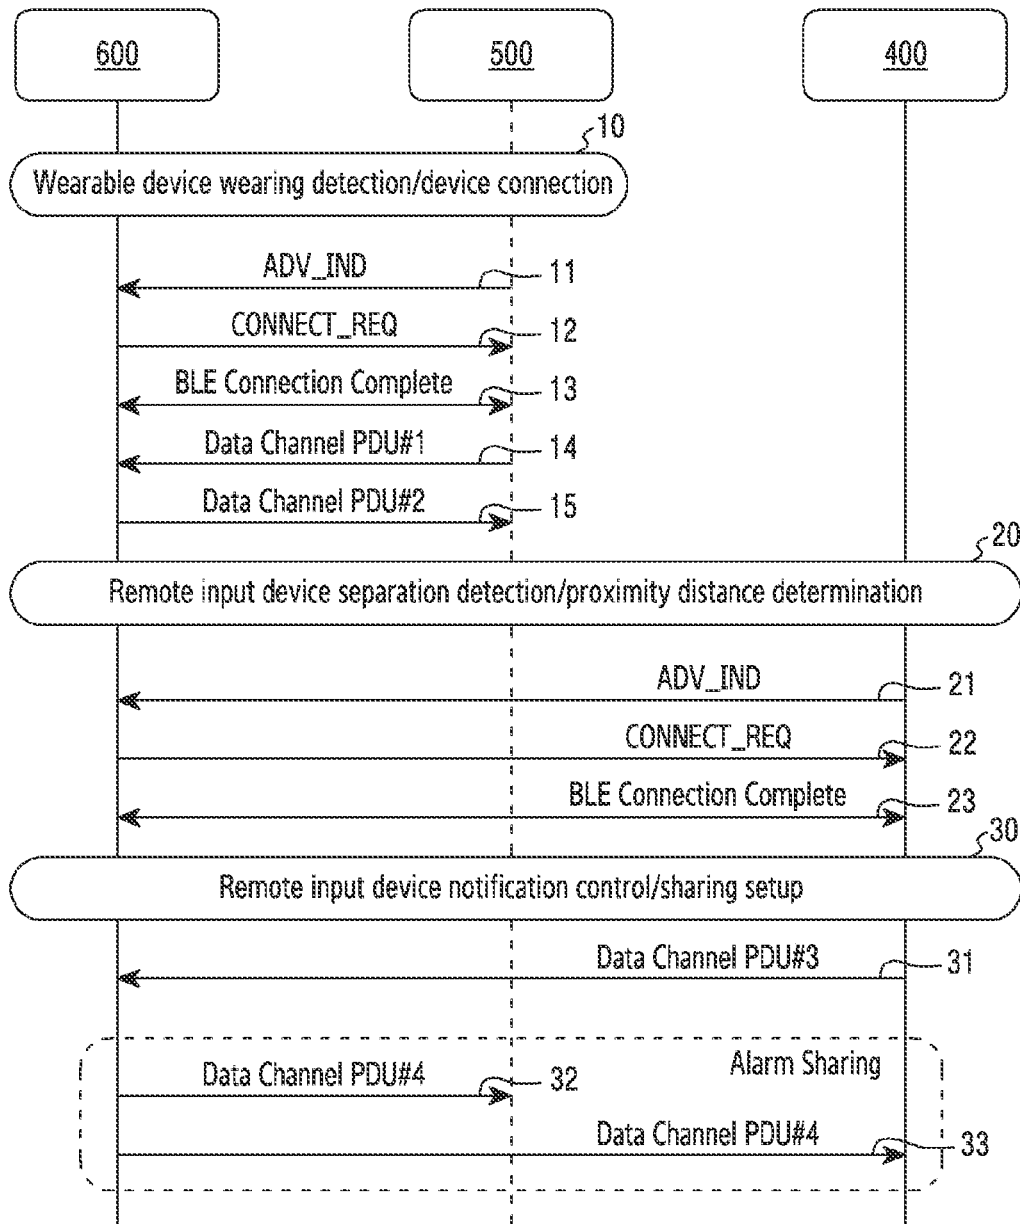 600
500
400
10
Wearable device wearing detection/device connection
ADV_IND
11
CONNECT_REQ
12
BLE Connection Complete
13
Data Channel PDU#1
14
Data Channel PDU#2
15
20
Remote input device separation detection/proximity distance determination
ADV_IND
21
CONNECT_REQ
22
BLE Connection Complete
23
30
Remote input device notification control/sharing setup
Data Channel PDU#3
31
Alarm Sharing
Data Channel PDU#4
32
Data Channel PDU#4
33